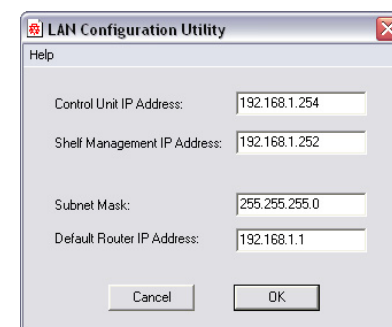 LAN Configuration Utility
Help
Control Unit IP Address: 192.168.1.254
Shelf Management IP Address: 192.168.1.252
Subnet Mask: 255.255.255.0
Default Router IP Address: 192.168.1.1
Cancel OK